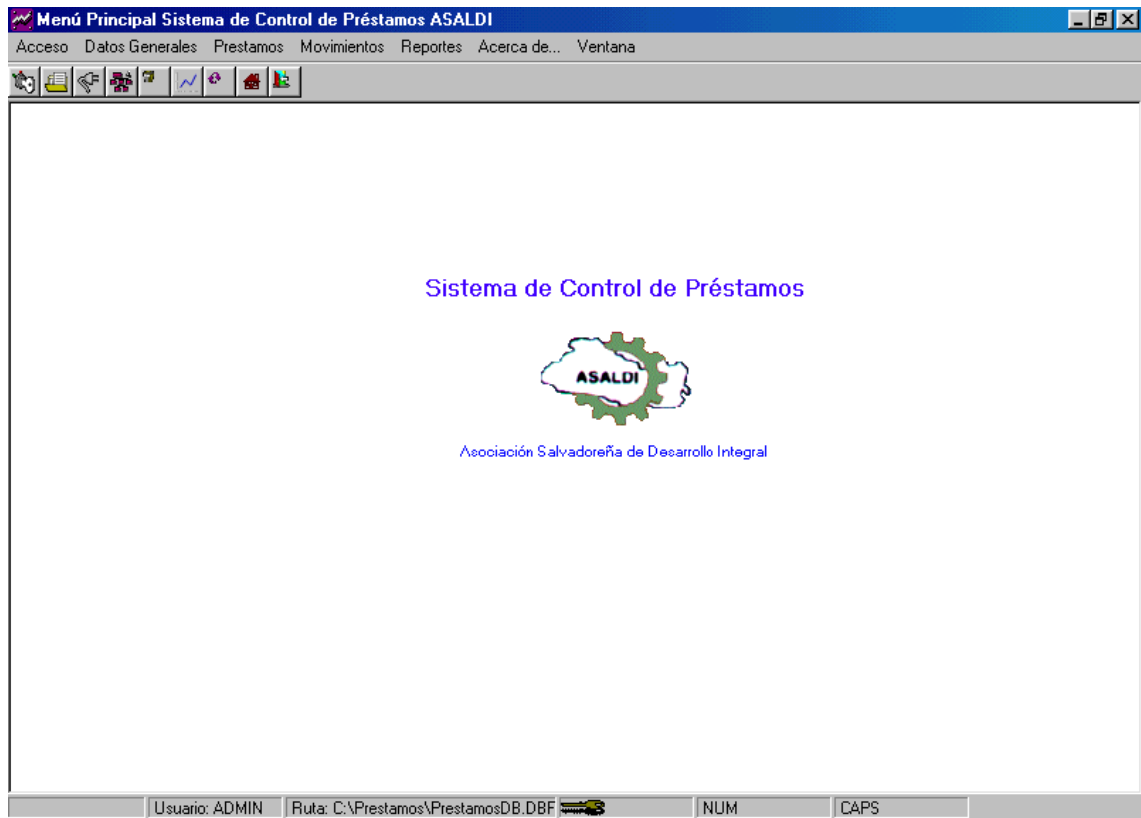 Menú Principal Sistema de Control de Préstamos ASALDI
Acceso Datos Generales Prestamos Movimientos Reportes Acerca de... Ventana
Sistema de Control de Préstamos
ASALDI
Asociación Salvadoreña de Desarrollo Integral
Usuario: ADMIN Ruta: C:\Prestamos\PrestamosDB.DBF NUM CAPS